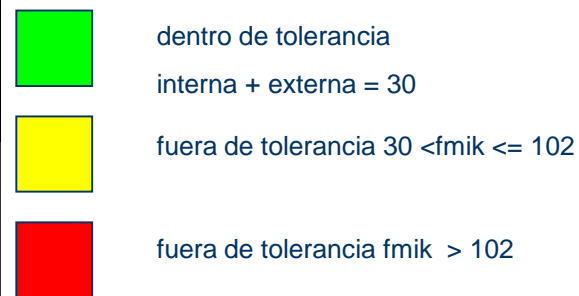 dentro de tolerancia
interna + externa = 30
fuera de tolerancia 30 <fmik <= 102
fuera de tolerancia fmik  > 102